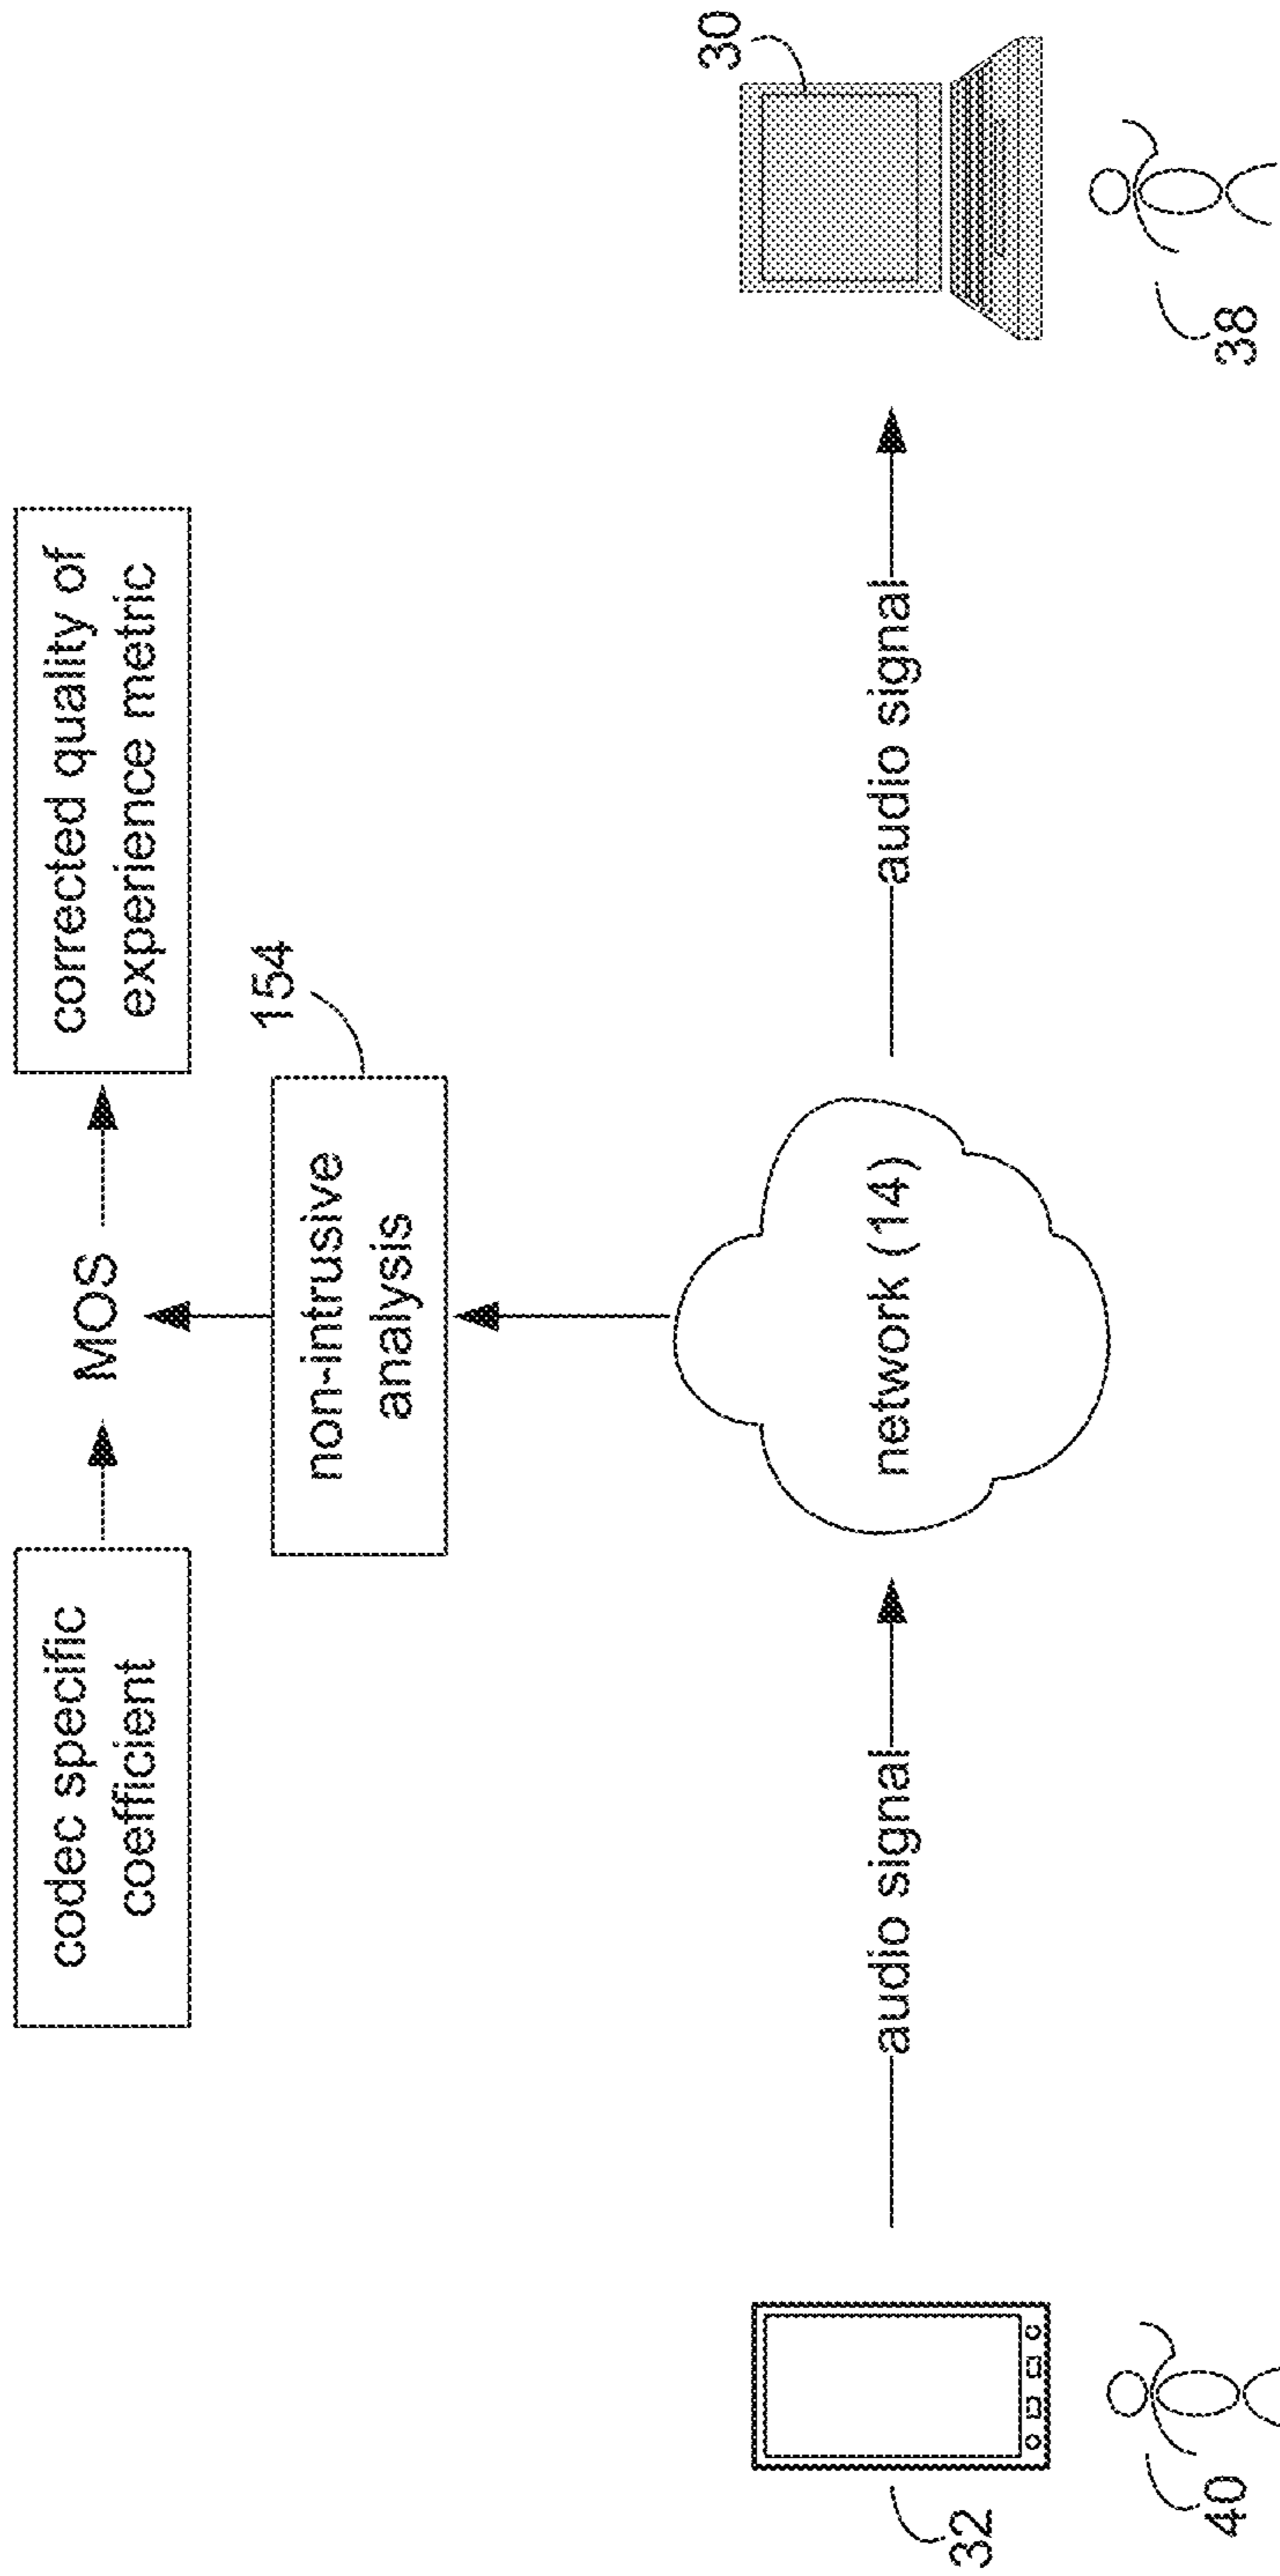 codec specific
coefficient
MOS
corrected quality of
experience metric
non-intrusive
analysis
154
32
audio signal
network (14)
audio signal
30
40
38